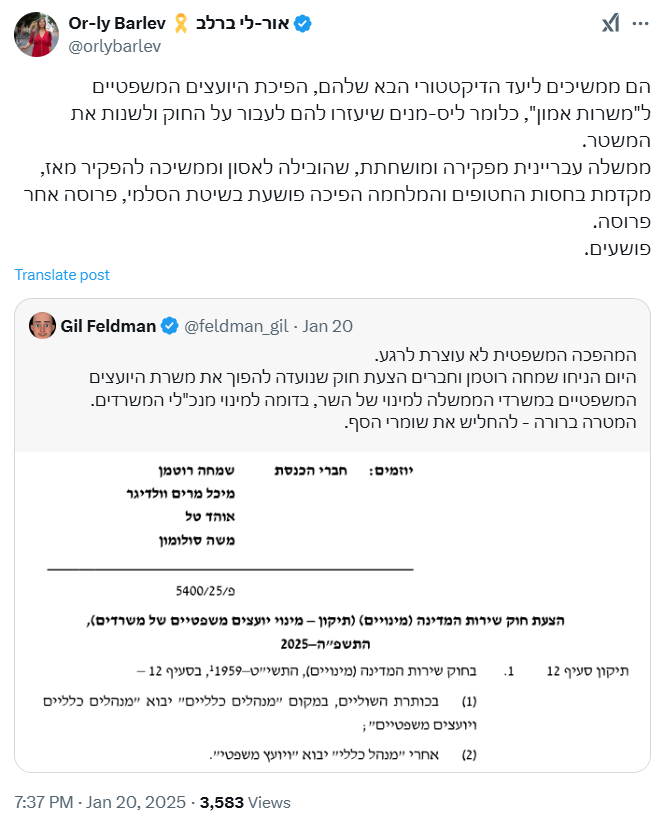 Or-ly Barlev 🎗️ אור-לי ברלב
@orlybarlev
הם ממשיכים ליעד הדיקטטורי הבא שלהם, הפיכת היועצים המשפטיים
ל"משרות אמון", כלומר ליס-מנים שיעזרו להם לעבור על החוק ולשנות את
המשטר.
ממשלה עבריינית מפקירה ומושחתת, שהובילה לאסון וממשיכה להפקיר מאז,
מקדמת בחסות החטופים והמלחמה הפיכה פושעת בשיטת הסלמי, פרוסה אחר
פרוסה.
פושעים.
Translate post
Gil Feldman @feldman_gil · Jan 20
המהפכה המשפטית לא עוצרת לרגע.
היום הניחו שמחה רוטמן וחברים הצעת חוק שנועדה להפוך את משרת היועצים
המשפטיים במשרדי הממשלה למינוי של השר, בדומה למינוי מנכ"לי המשרדים.
המטרה ברורה - להחליש את שומרי הסף.
יוזמים: חברי הכנסת שמחה רוטמן
מיכל מרים וולדיגר
אוהד טל
משה סולומון
פ/5400/25
הצעת חוק שירות המדינה (מינויים) (תיקון – מינוי יועצים משפטיים של משרדים),
התשפ"ה–2025
תיקון סעיף 12 1. בחוק שירות המדינה (מינויים), התשי"ט–1959¹, בסעיף 12 –
(1) בכותרת השוליים, במקום "מנהלים כלליים" יבוא "מנהלים כלליים
ויועצים משפטיים";
(2) אחרי "מנהל כללי" יבוא "ויועץ משפטי".
7:37 PM · Jan 20, 2025 · 3,583 Views